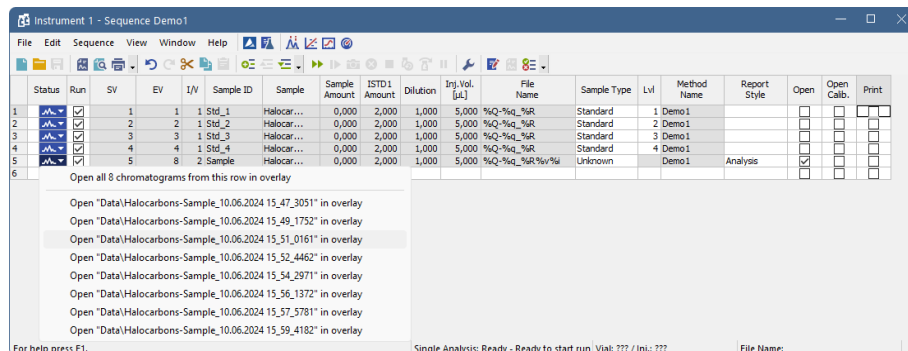 Instrument 1 - Sequence Demo1
File Edit Sequence View Window Help
Status Run SV EV I/V Sample ID Sample Sample Amount ISTD1 Amount Dilution Inj.Vol. [µL] File Name Sample Type Lvl Method Name Report Style Open Open Calib. Print
1 1 1 1 Std_1 Halocar... 0,000 2,000 1,000 5,000 %Q-%q_%R Standard 1 Demo1
2 2 2 1 Std_2 Halocar... 0,000 2,000 1,000 5,000 %Q-%q_%R Standard 2 Demo1
3 3 3 1 Std_3 Halocar... 0,000 2,000 1,000 5,000 %Q-%q_%R Standard 3 Demo1
4 4 4 1 Std_4 Halocar... 0,000 2,000 1,000 5,000 %Q-%q_%R Standard 4 Demo1
5 5 8 2 Sample Halocar... 0,000 2,000 1,000 5,000 %Q-%q_%R%v%i Unknown Demo1 Analysis
6
Open all 8 chromatograms from this row in overlay
Open "Data\Halocarbons-Sample_10.06.2024 15_47_3051" in overlay
Open "Data\Halocarbons-Sample_10.06.2024 15_49_1752" in overlay
Open "Data\Halocarbons-Sample_10.06.2024 15_51_0161" in overlay
Open "Data\Halocarbons-Sample_10.06.2024 15_52_4462" in overlay
Open "Data\Halocarbons-Sample_10.06.2024 15_54_2971" in overlay
Open "Data\Halocarbons-Sample_10.06.2024 15_56_1372" in overlay
Open "Data\Halocarbons-Sample_10.06.2024 15_57_5781" in overlay
Open "Data\Halocarbons-Sample_10.06.2024 15_59_4182" in overlay
For help press F1. Single Analysis: Ready - Ready to start run Vial: ??? / Inj.: ??? File Name: